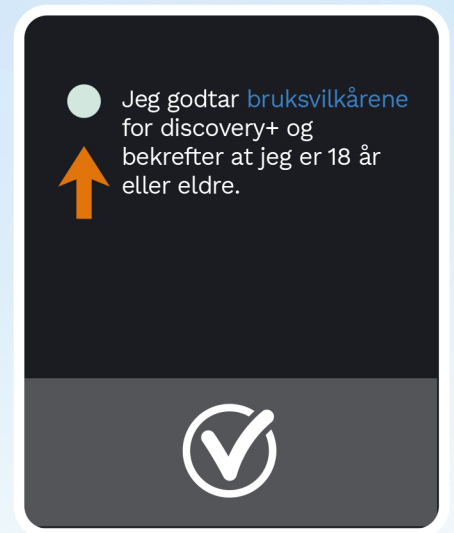 Jeg godtar bruksvilkårene
for discovery+ og
bekrefter at jeg er 18 år
eller eldre.